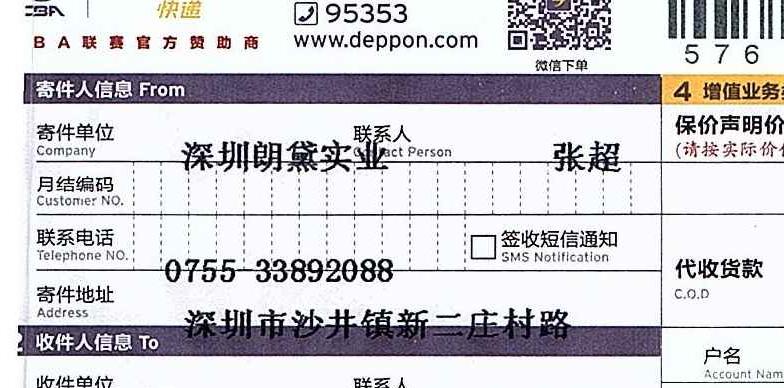 CBA 快递 95353
BA联赛官方赞助商 www.deppon.com
微信下单
576
寄件人信息 From
4 增值业务
寄件单位 联系人
Company Contact Person
深圳朗黛实业 张超
保价声明价
(请按实际价
月结编码
Customer NO.
联系电话
Telephone NO.
签收短信通知
SMS Notification
0755-33892088
代收货款
C.O.D
寄件地址
Address
深圳市沙井镇新二庄村路
2 收件人信息 To
户名
Account Nam
收件单位 联系人